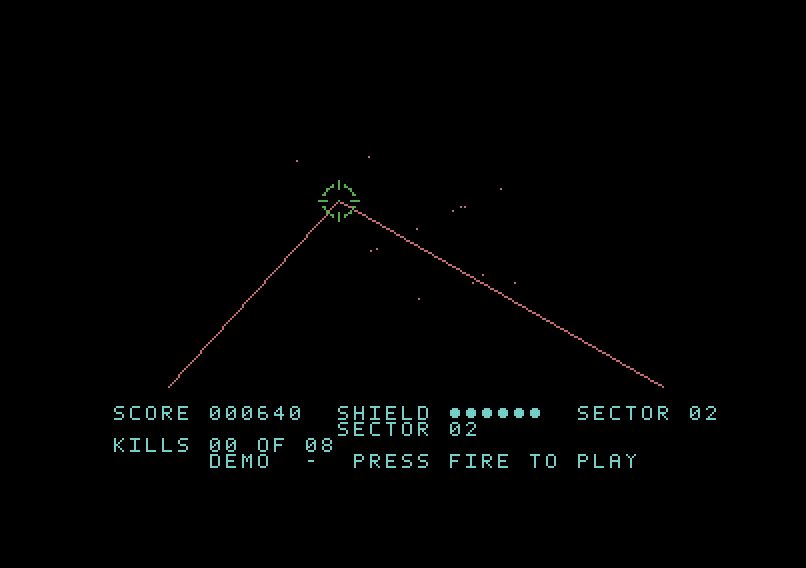 SCORE 000640 SHIELD ●●●●●● SECTOR 02
SECTOR 02
KILLS 00 OF 08
DEMO - PRESS FIRE TO PLAY